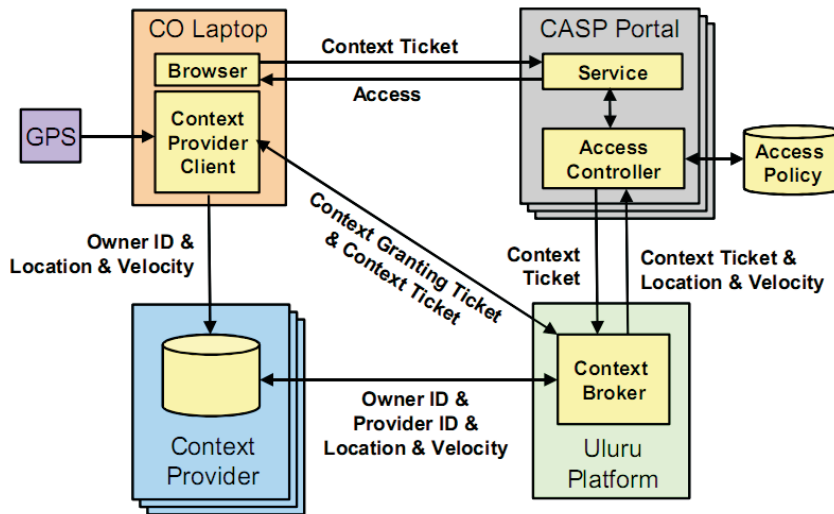 CO Laptop
CASP Portal
Context Ticket
Browser
Service
Access
GPS
Context
Provider
Client
Access
Controller
Access
Policy
Context Granting Ticket
& Context Ticket
Owner ID &
Location & Velocity
Context
Ticket
Context Ticket &
Location & Velocity
Context
Broker
Owner ID &
Provider ID &
Location & Velocity
Context
Provider
Uluru
Platform